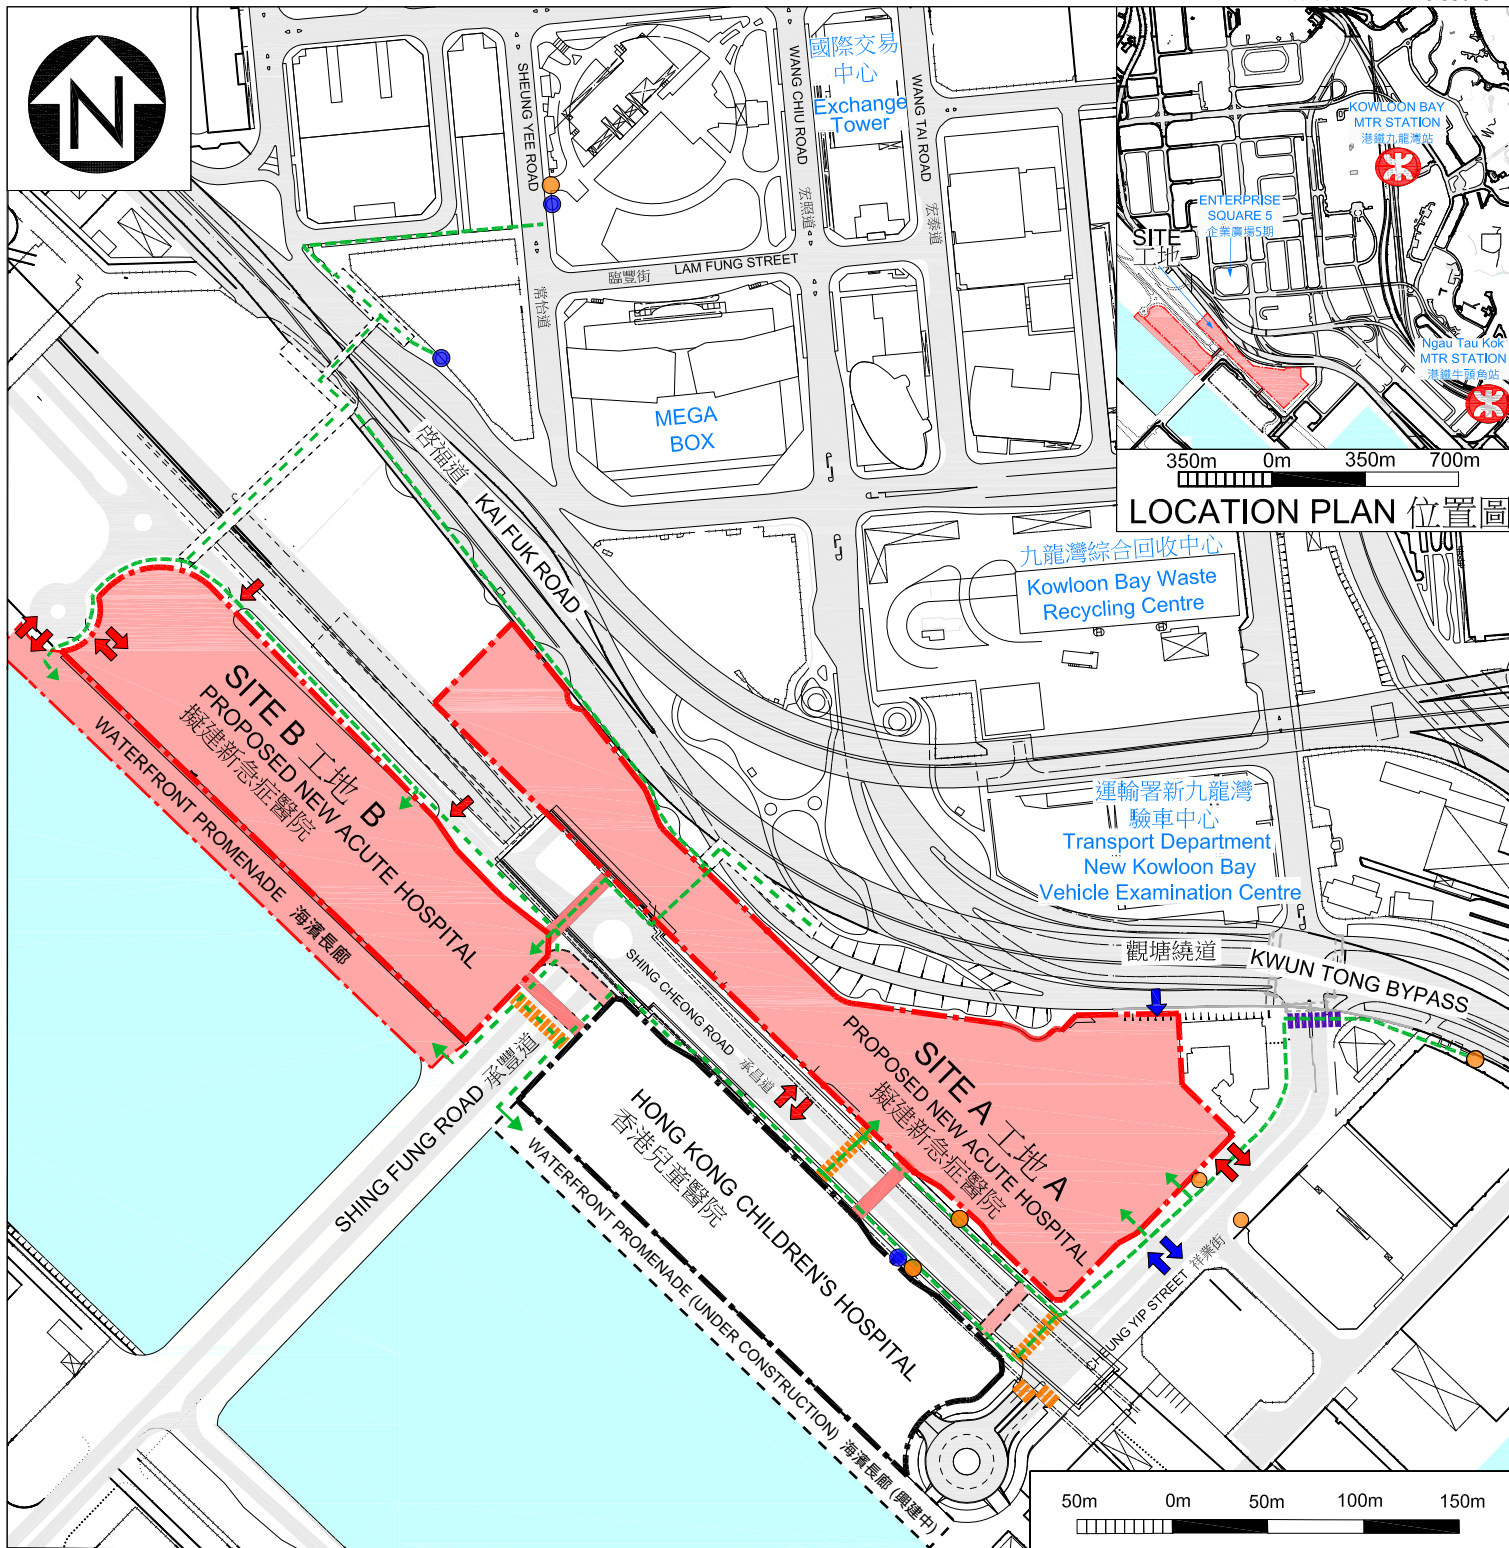 N
SHEUNG YEE ROAD
常怡道
國際交易
中心
Exchange
Tower
WANG CHIU ROAD
宏照道
WANG TAI ROAD
宏泰道
臨豐街
LAM FUNG STREET
MEGA
BOX
KOWLOON BAY
MTR STATION
港鐵九龍灣站
ENTERPRISE
SQUARE 5
企業廣場5期
SITE
工地
Ngau Tau Kok
MTR STATION
港鐵牛頭角站
350m 0m 350m 700m
LOCATION PLAN 位置圖
啓福道 KAI FUK ROAD
九龍灣綜合回收中心
Kowloon Bay Waste
Recycling Centre
運輸署新九龍灣
驗車中心
Transport Department
New Kowloon Bay
Vehicle Examination Centre
觀塘繞道
KWUN TONG BYPASS
SITE B 工地 B
PROPOSED NEW ACUTE HOSPITAL
擬建新急症醫院
WATERFRONT PROMENADE 海濱長廊
SHING CHEONG ROAD 承昌道
SITE A 工地 A
PROPOSED NEW ACUTE HOSPITAL
擬建新急症醫院
SHING FUNG ROAD 承豐道
HONG KONG CHILDREN'S HOSPITAL
香港兒童醫院
WATERFRONT PROMENADE (UNDER CONSTRUCTION) 海濱長廊 (興建中)
CHEUNG YIP STREET 祥業街
50m 0m 50m 100m 150m